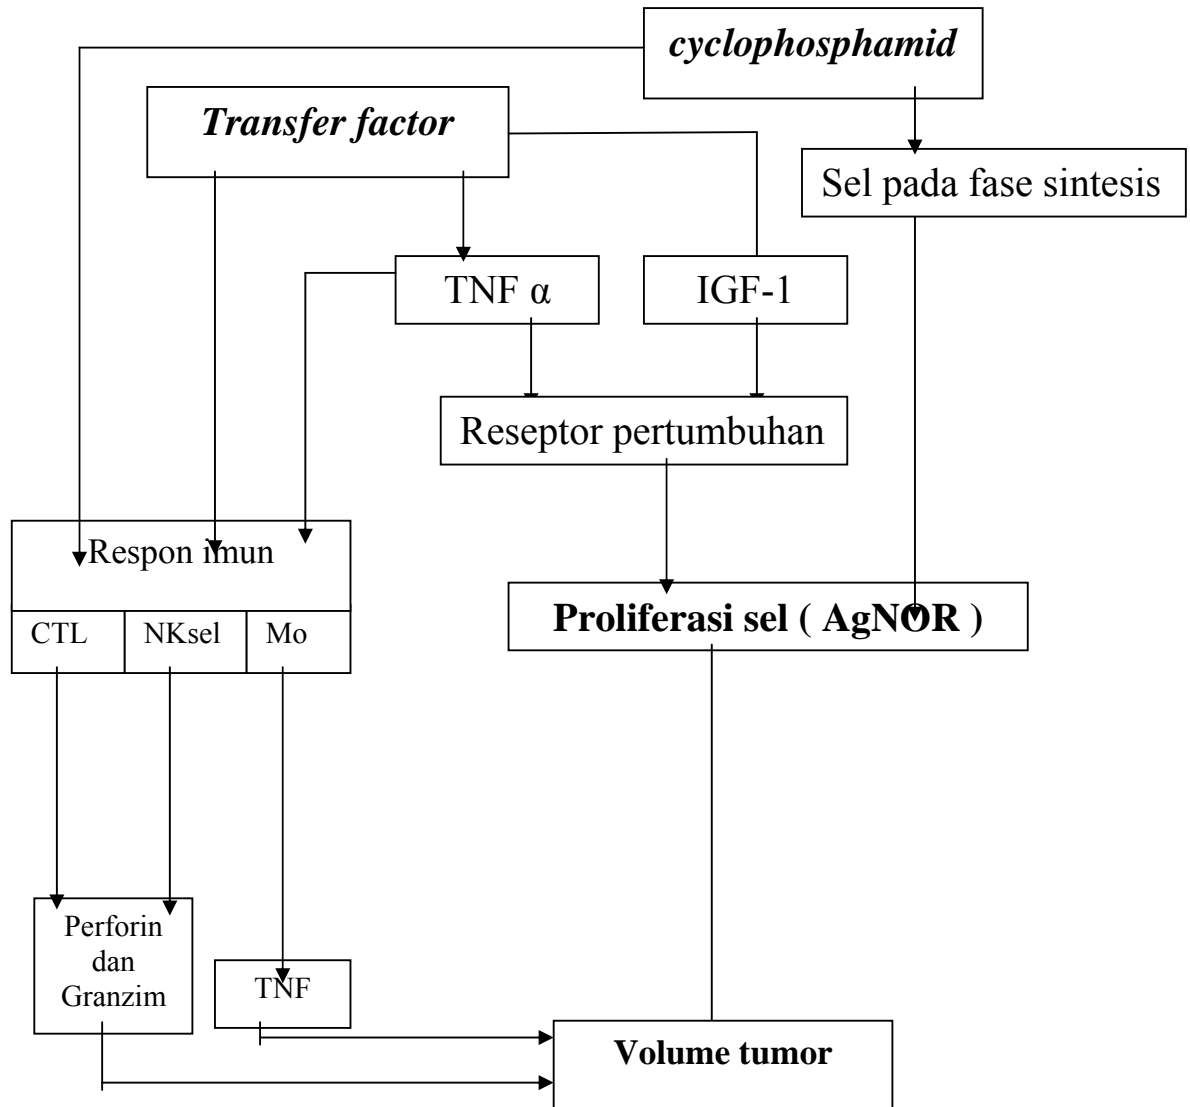 cyclophosphamid
Transfer factor
Sel pada fase sintesis
TNF α
IGF-1
Reseptor pertumbuhan
Respon imun
CTL
NKsel
Mo
Proliferasi sel ( AgNOR )
Perforin
dan
Granzim
TNF
Volume tumor